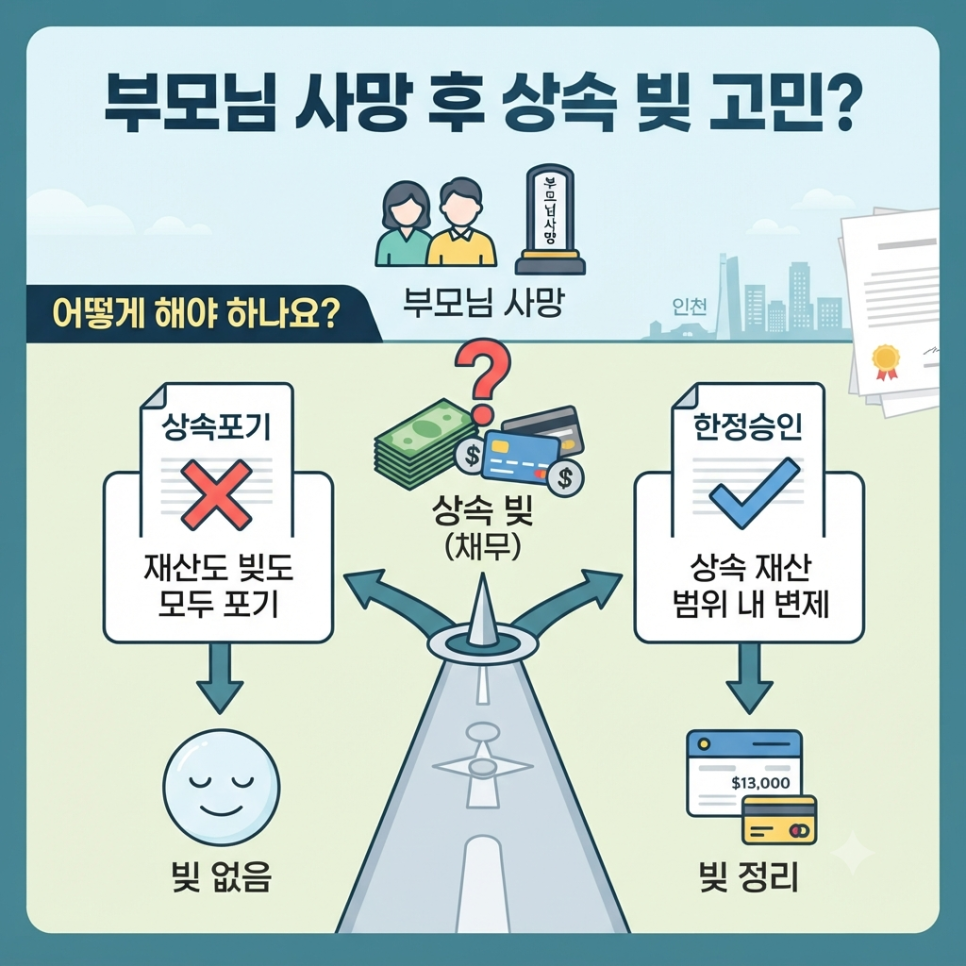 부모님 사망 후 상속 빚 고민?
부모님사망
부모님 사망
인천
어떻게 해야 하나요?
상속포기
재산도 빚도
모두 포기
빚 없음
$
$
상속 빚
(채무)
한정승인
상속 재산
범위 내 변제
$13,000
빚 정리